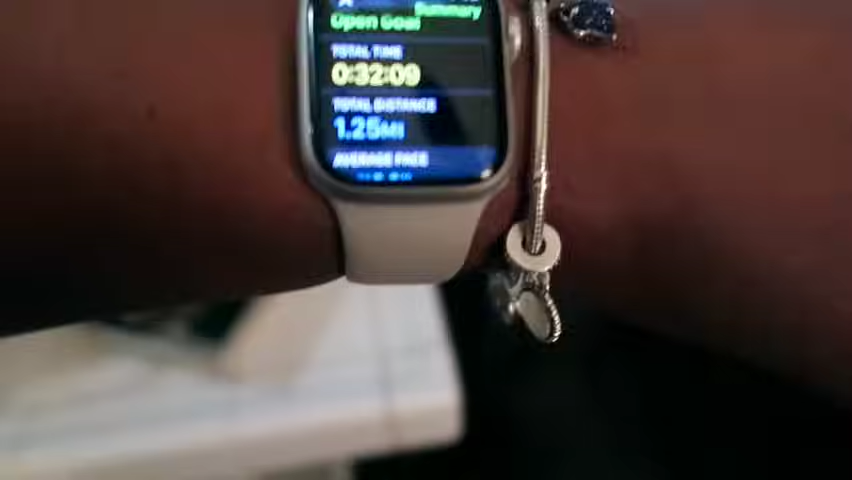 Summary
Open Goal
TOTAL TIME
0:32:09
TOTAL DISTANCE
1.25MI
AVERAGE PACE